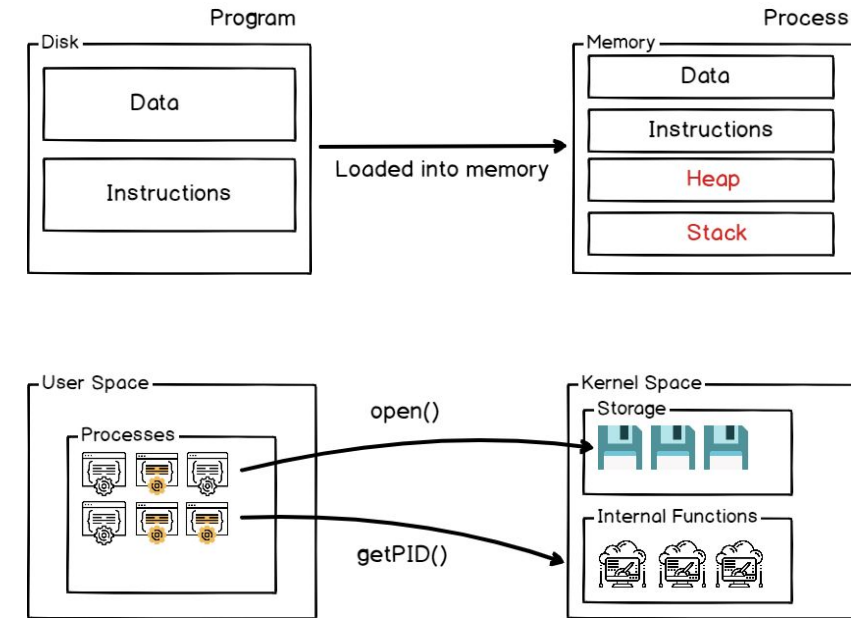 Program
Process
Disk
Memory
Data
Data
Instructions
Instructions
Loaded into memory
Heap
Stack
User Space
Kernel Space
Storage
Processes
open()
Internal Functions
getPID()